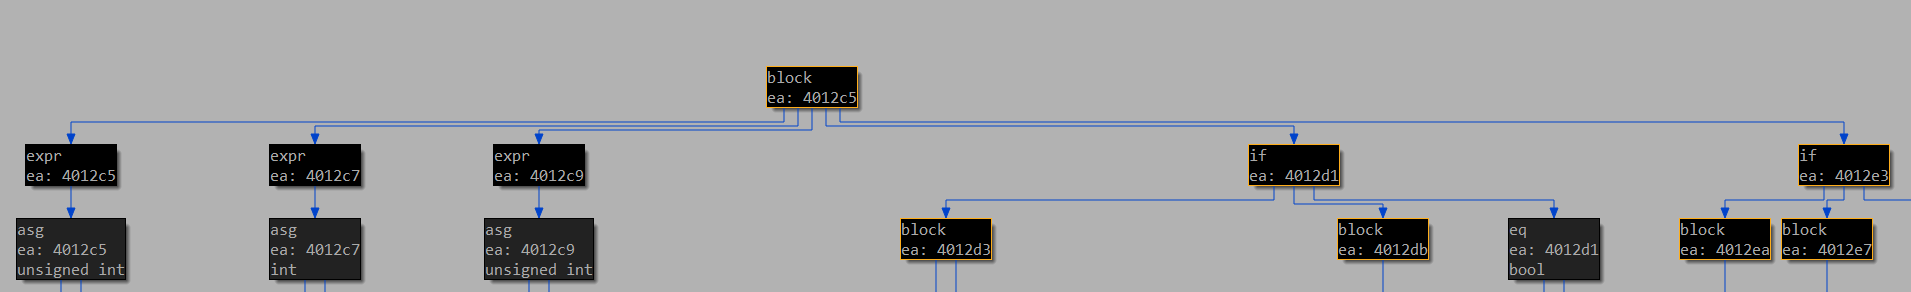 block
ea: 4012c5
expr
ea: 4012c5
expr
ea: 4012c7
expr
ea: 4012c9
if
ea: 4012d1
if
ea: 4012e3
asg
ea: 4012c5
unsigned int
asg
ea: 4012c7
int
asg
ea: 4012c9
unsigned int
block
ea: 4012d3
block
ea: 4012db
eq
ea: 4012d1
bool
block
ea: 4012ea
block
ea: 4012e7